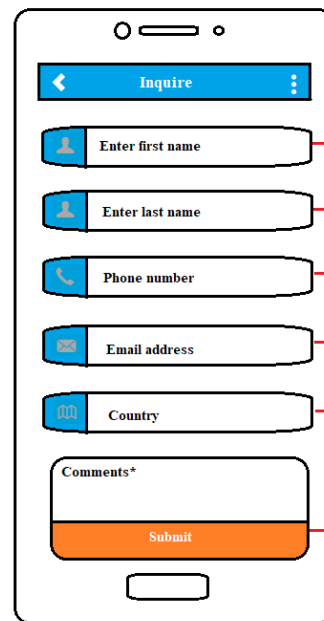 Inquire
Enter first name
Enter last name
Phone number
Email address
Country
Comments*
Submit